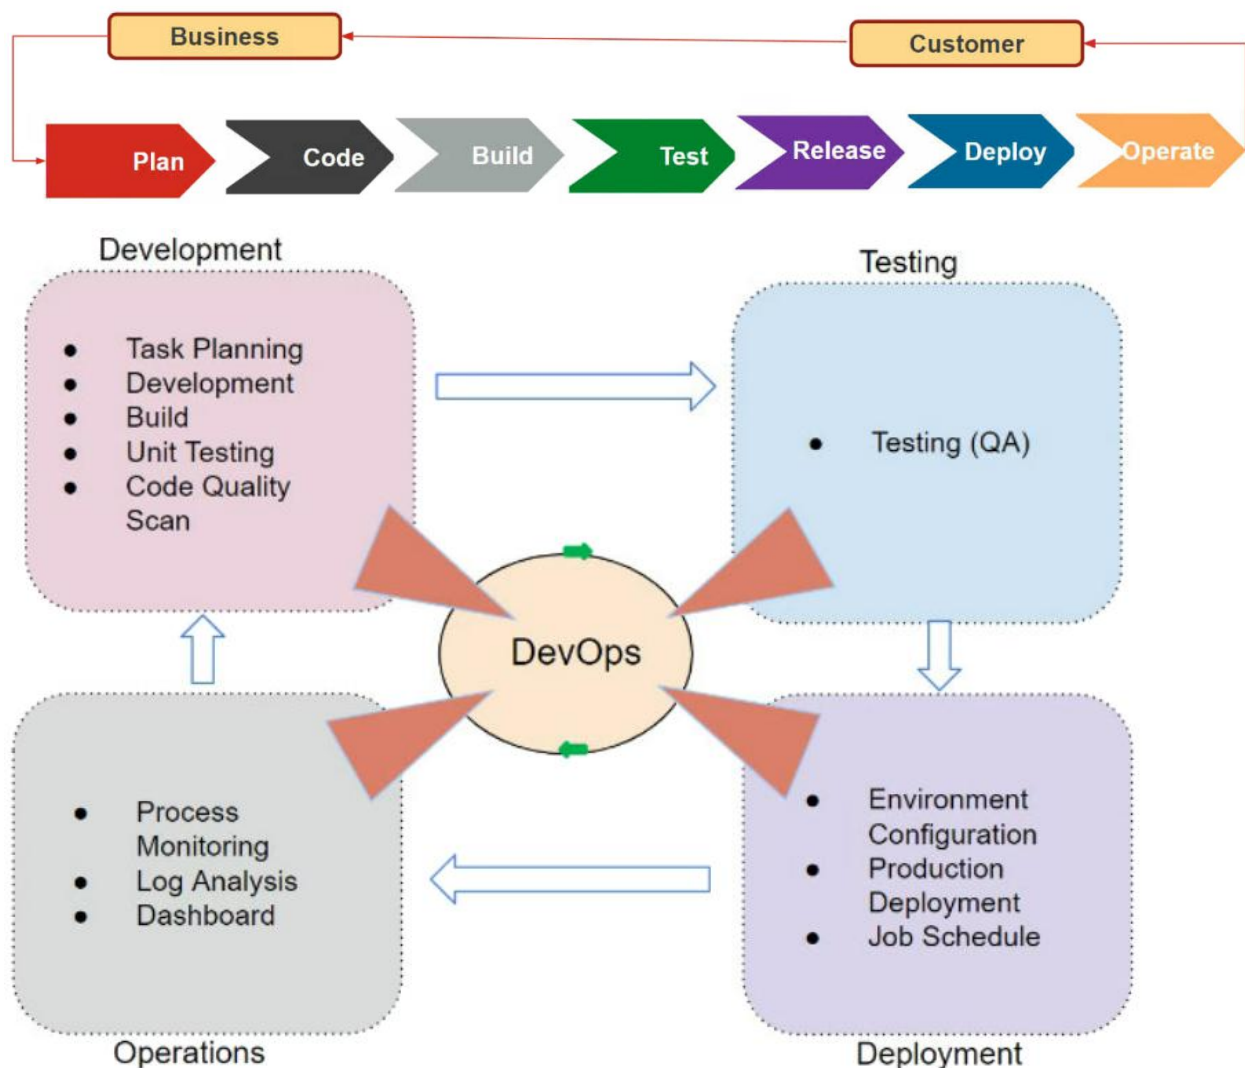 Business
Customer
Plan
Code
Build
Test
Release
Deploy
Operate
Development
Task Planning
Development
Build
Unit Testing
Code Quality
Scan
Testing
Testing (QA)
DevOps
Process
Monitoring
Log Analysis
Dashboard
Operations
Environment
Configuration
Production
Deployment
Job Schedule
Deployment